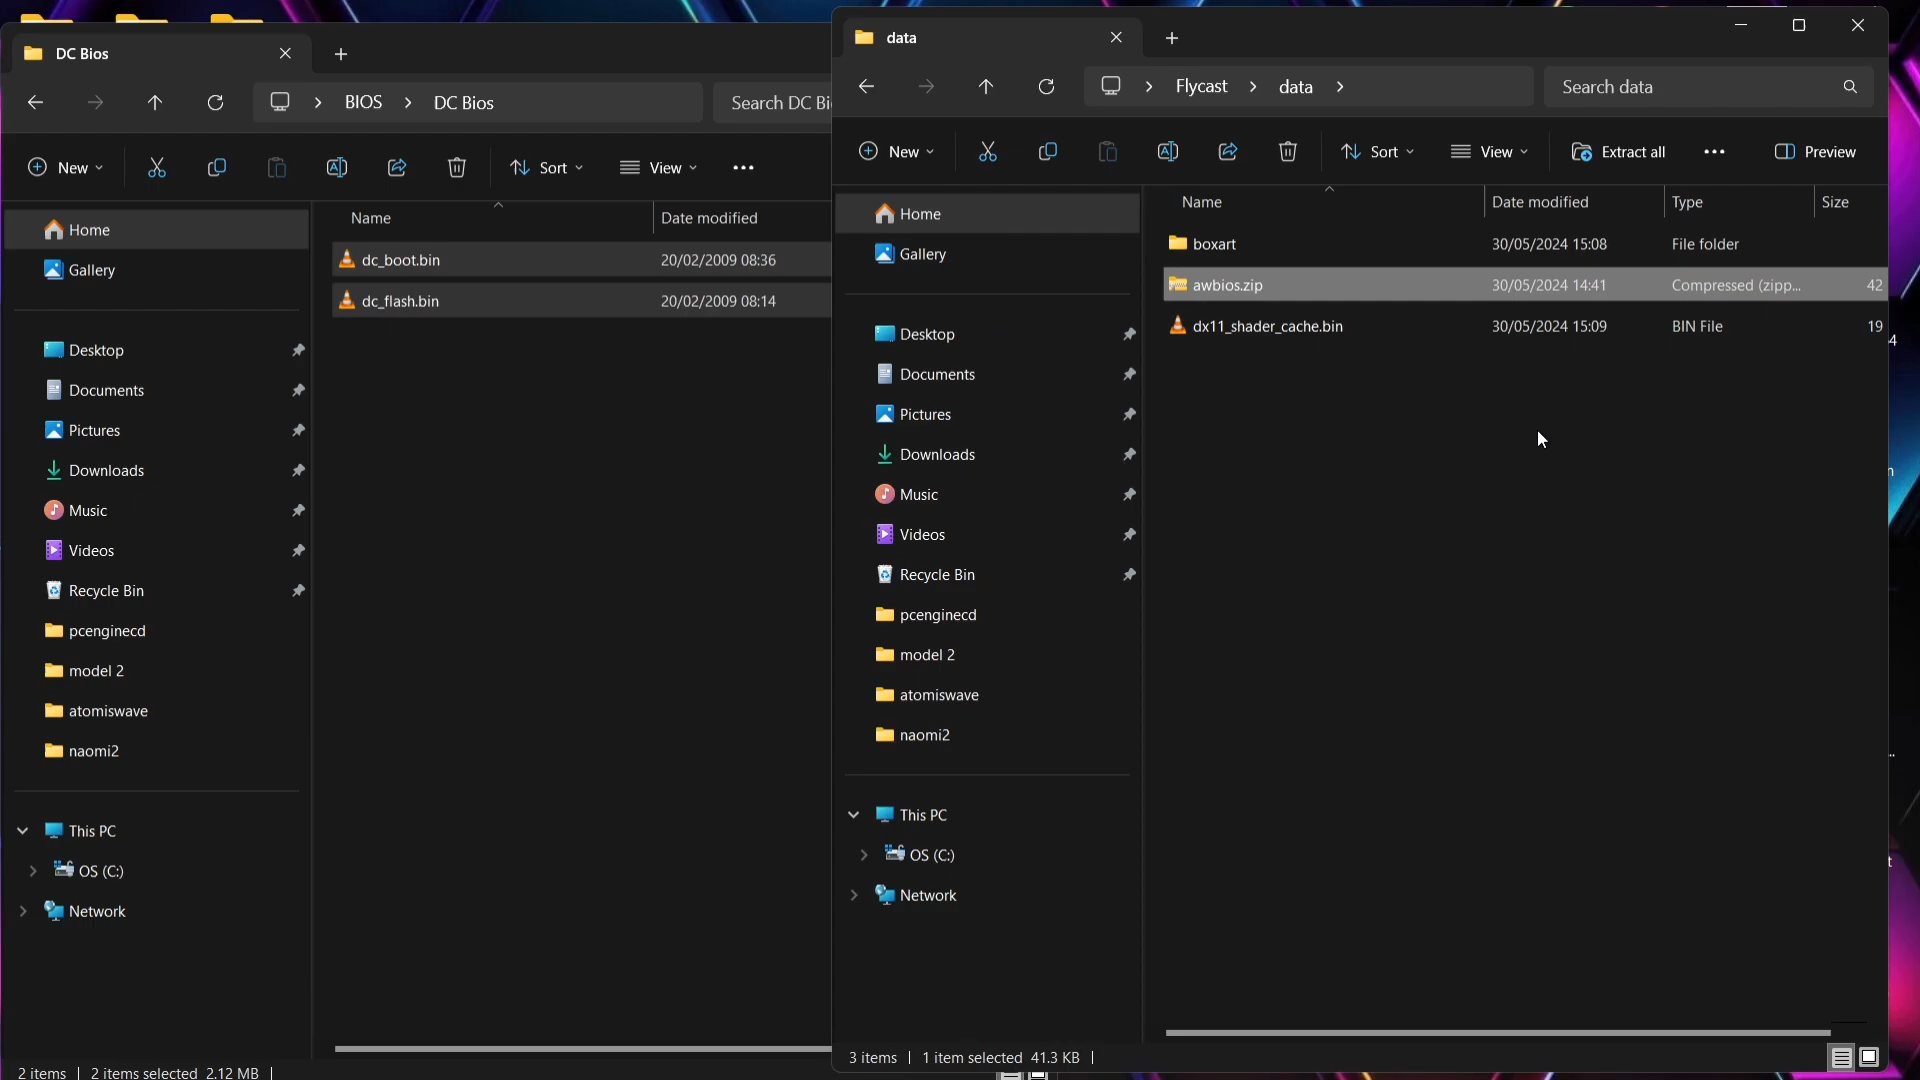 DC Bios
BIOS > DC Bios
Search DC Bi
New
Sort
View
Name
Date modified
dc_boot.bin
20/02/2009 08:36
dc_flash.bin
20/02/2009 08:14
Home
Gallery
Desktop
Documents
Pictures
Downloads
Music
Videos
Recycle Bin
pcenginecd
model 2
atomiswave
naomi2
This PC
OS (C:)
Network
2 items
2 items selected 2.12 MB
data
Flycast > data >
Search data
New
Sort
View
Extract all
Preview
Name
Date modified
Type
Size
boxart
30/05/2024 15:08
File folder
awbios.zip
30/05/2024 14:41
Compressed (zipp...
42
dx11_shader_cache.bin
30/05/2024 15:09
BIN File
19
Home
Gallery
Desktop
Documents
Pictures
Downloads
Music
Videos
Recycle Bin
pcenginecd
model 2
atomiswave
naomi2
This PC
OS (C:)
Network
3 items
1 item selected 41.3 KB